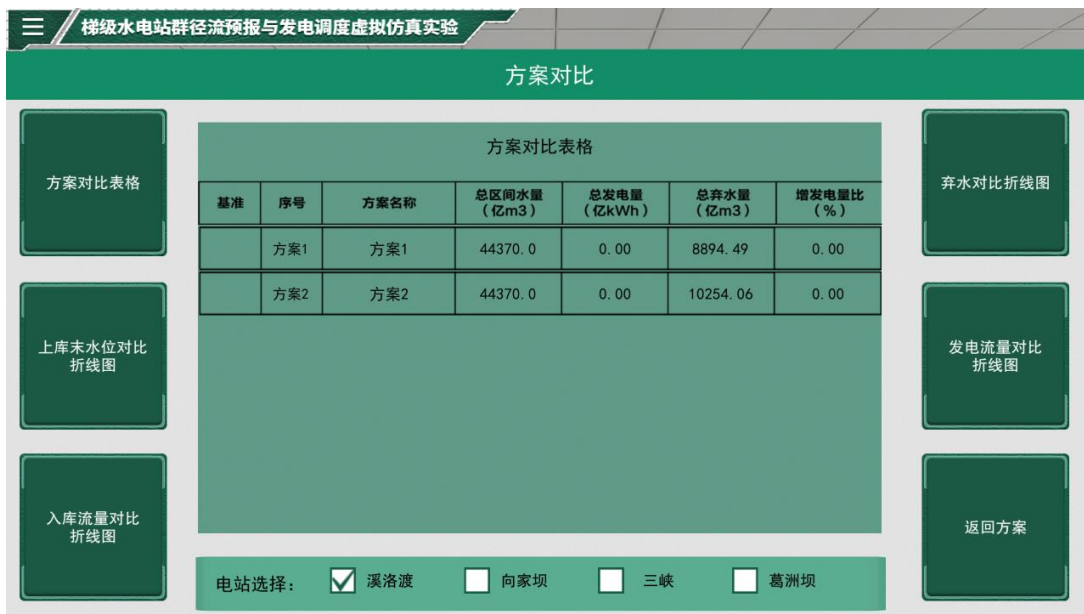 梯级水电站群径流预报与发电调度虚拟仿真实验
方案对比
方案对比表格
上库末水位对比
折线图
入库流量对比
折线图
方案对比表格
基准 序号 方案名称 总区间水量（亿m3） 总发电量（亿kWh） 总弃水量（亿m3） 增发电量比（%）
方案1 方案1 44370.0 0.00 8894.49 0.00
方案2 方案2 44370.0 0.00 10254.06 0.00
电站选择： 溪洛渡 向家坝 三峡 葛洲坝
弃水对比折线图
发电流量对比
折线图
返回方案